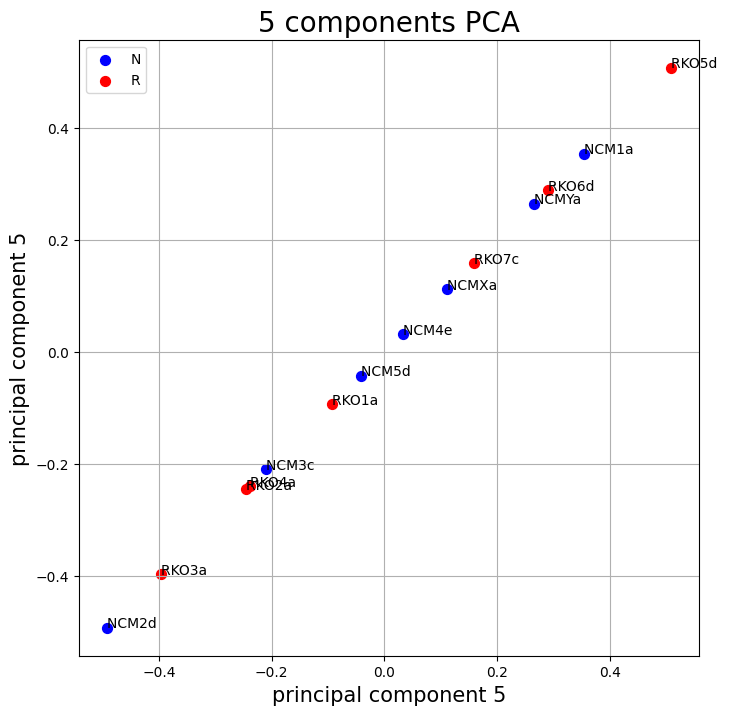 5 components PCA
N
R
RKO5d
NCM1a
RKO6d
NCMYa
RKO7c
NCMXa
NCM4e
NCM5d
RKO1a
NCM3c
RKO4a
RKO2a
RKO3a
NCM2d
0.4
0.2
0.0
−0.2
−0.4
principal component 5
−0.4
−0.2
0.0
0.2
0.4
principal component 5